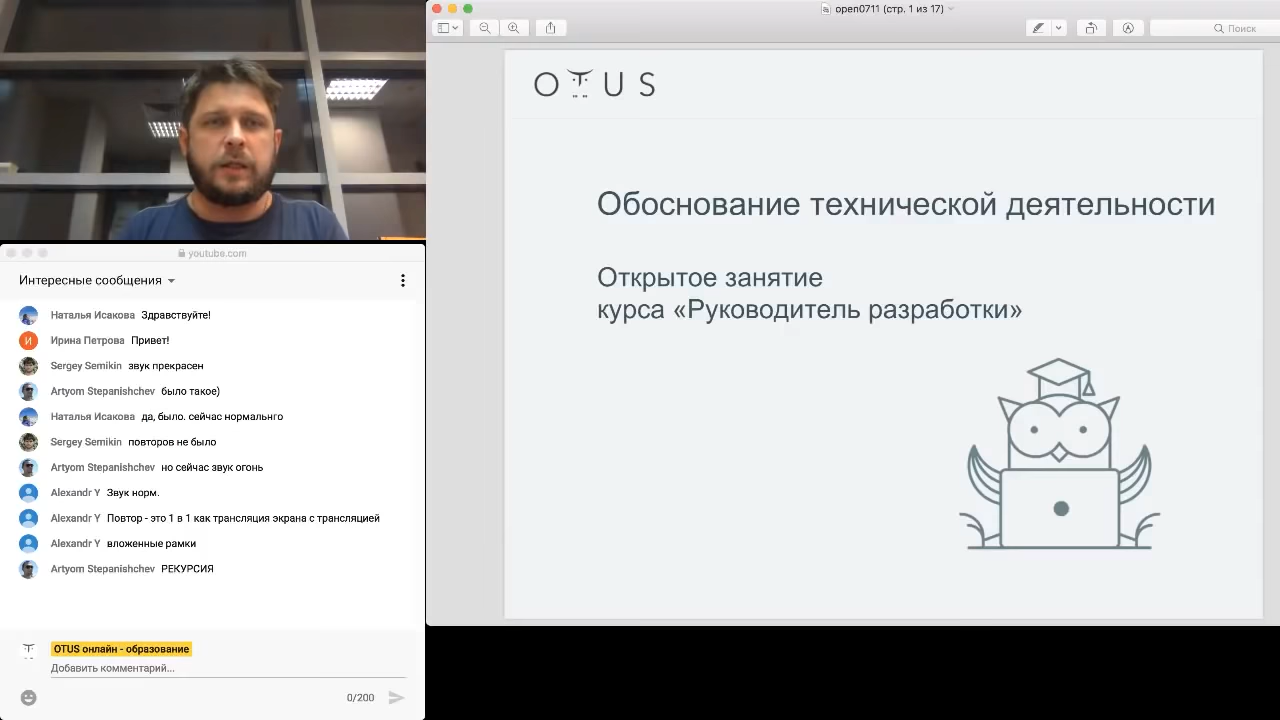 open0711 (стр. 1 из 17)
Поиск
OTUS
Обоснование технической деятельности
Открытое занятие
курса «Руководитель разработки»
youtube.com
Интересные сообщения
Наталья Исакова Здравствуйте!
И Ирина Петрова Привет!
Sergey Semikin звук прекрасен
Artyom Stepanishchev было такое)
Наталья Исакова да, было. сейчас нормальнго
Sergey Semikin повторов не было
Artyom Stepanishchev но сейчас звук огонь
Alexandr Y Звук норм.
Alexandr Y Повтор - это 1 в 1 как трансляция экрана с трансляцией
Alexandr Y вложенные рамки
Artyom Stepanishchev РЕКУРСИЯ
OTUS онлайн - образование
Добавить комментарий...
0/200